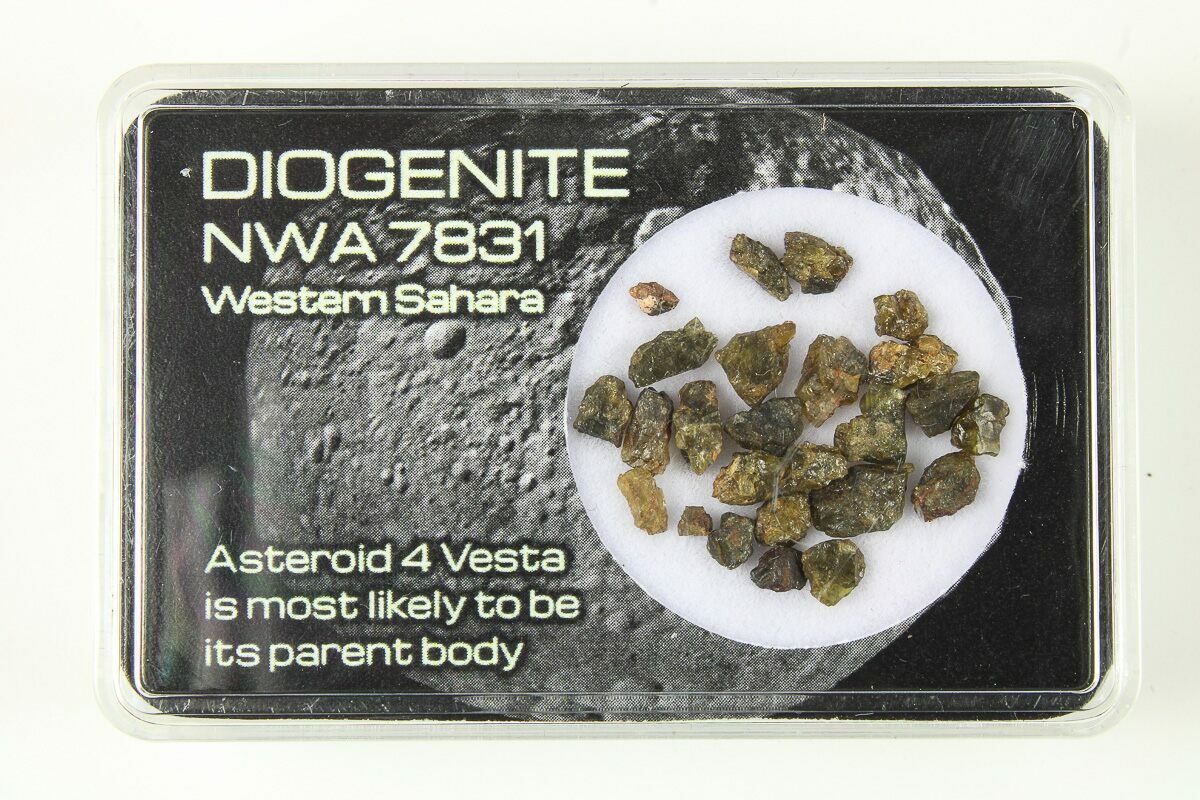 DIOGENITE
NWA 7831
Western Sahara
Asteroid 4 Vesta
is most likely to be
its parent body